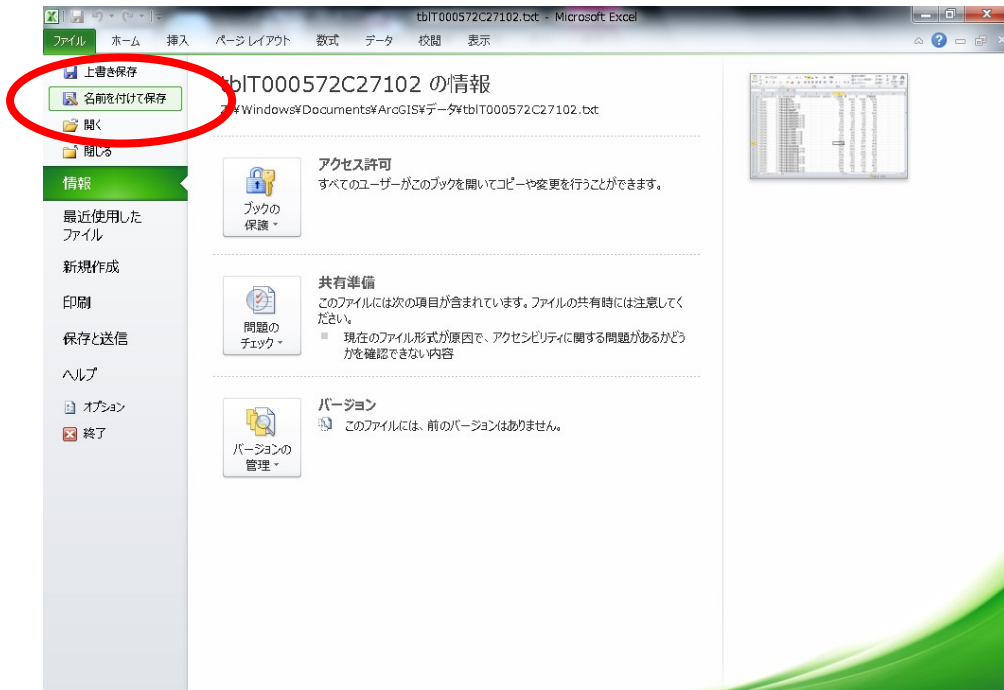 tblT000572C27102.txt - Microsoft Excel
ファイル ホーム 挿入 ページ レイアウト 数式 データ 校閲 表示
上書き保存
名前を付けて保存
開く
閉じる
情報
最近使用した
ファイル
新規作成
印刷
保存と送信
ヘルプ
オプション
終了
tblT000572C27102 の情報
¥Windows¥Documents¥ArcGIS¥データ¥tblT000572C27102.txt
ブックの
保護
アクセス許可
すべてのユーザーがこのブックを開いてコピーや変更を行うことができます。
問題の
チェック
共有準備
このファイルには次の項目が含まれています。ファイルの共有時には注意してく
ださい。
現在のファイル形式が原因で、アクセシビリティに関する問題があるかどう
かを確認できない内容
バージョンの
管理
バージョン
このファイルには、前のバージョンはありません。